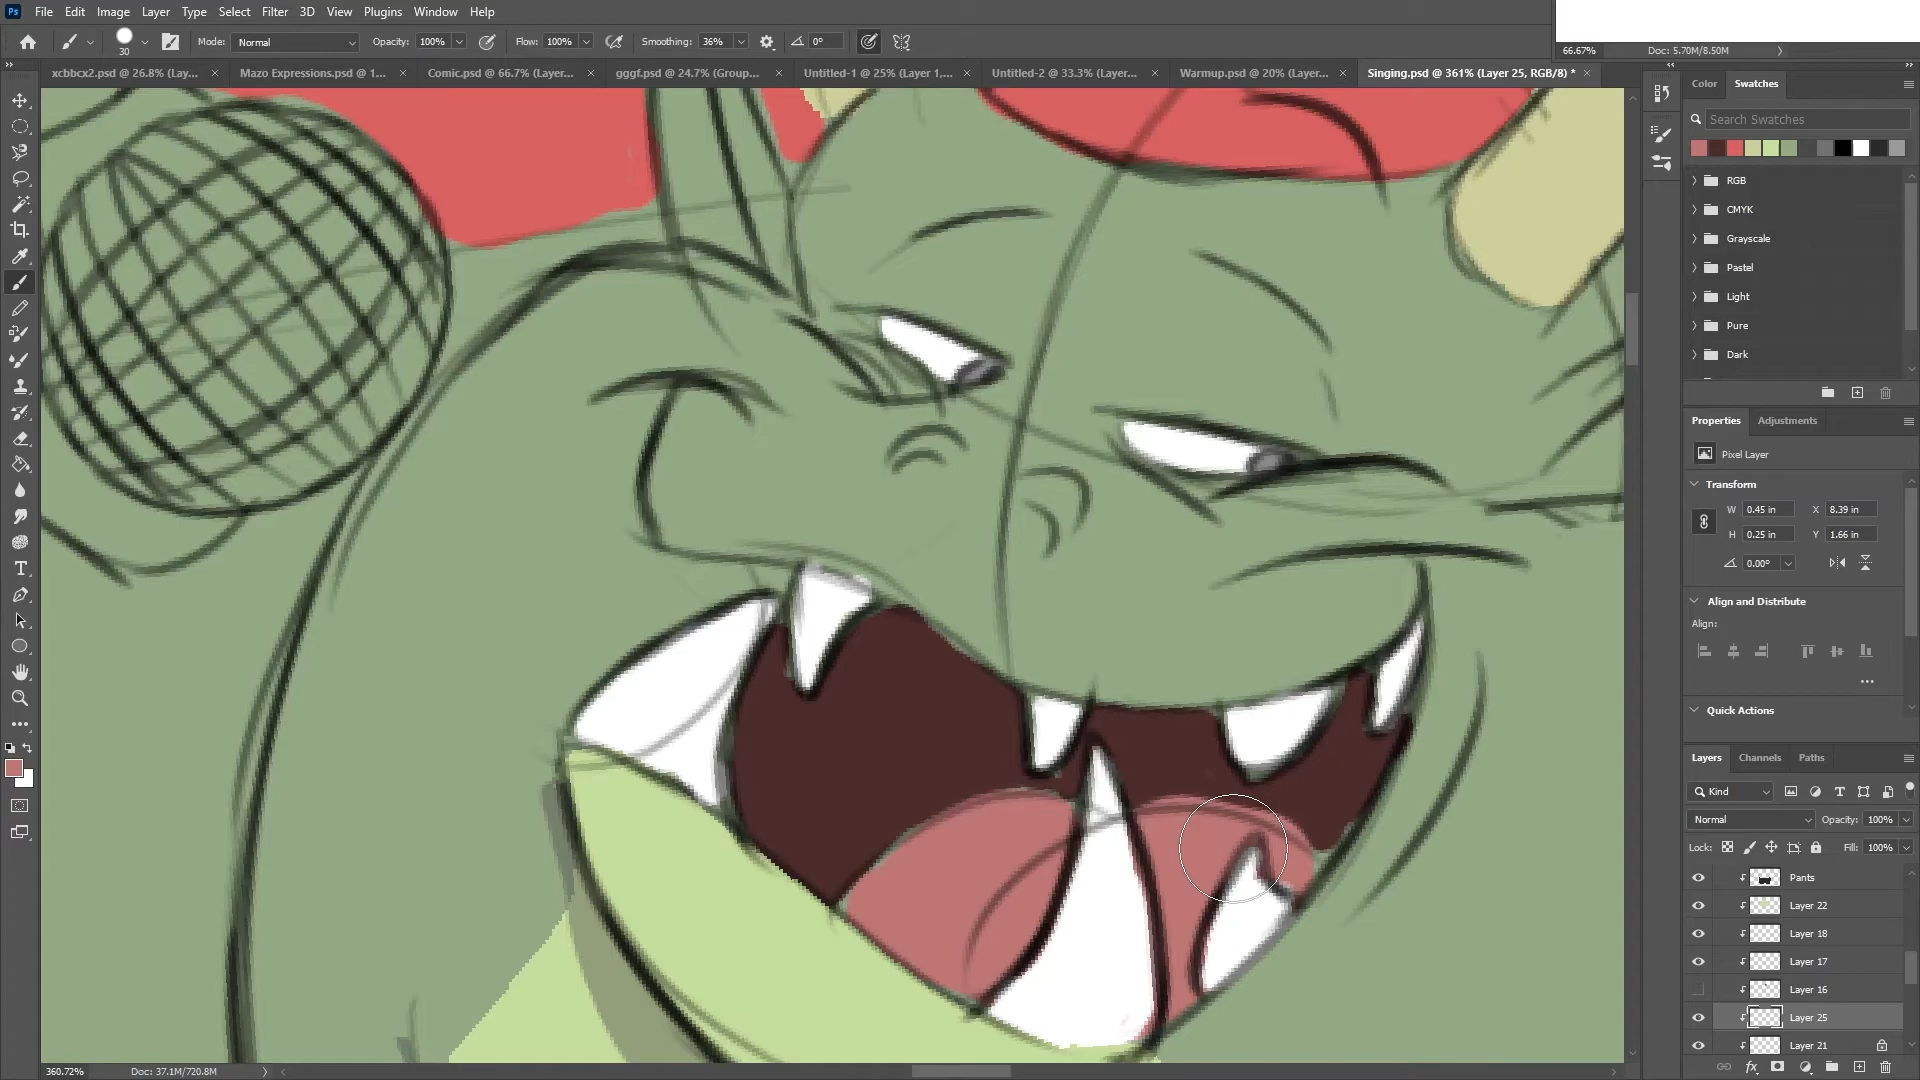 Ps File Edit Image Layer Type Select Filter 3D View Plugins Window Help
30 Mode: Normal Opacity: 100% Flow: 100% Smoothing: 36% 0°
66.67% Doc: 5.70M/8.50M
xcbbcx2.psd @ 26.8% (Lay... Mazo Expressions.psd @ 1... Comic.psd @ 66.7% (Layer... gggf.psd @ 24.7% (Group... Untitled-1 @ 25% (Layer 1,... Untitled-2 @ 33.3% (Layer... Warmup.psd @ 20% (Layer... Singing.psd @ 361% (Layer 25, RGB/8) *
Color Swatches
Search Swatches
RGB
CMYK
Grayscale
Pastel
Light
Pure
Dark
Properties Adjustments
Pixel Layer
Transform
W 0.45 in X 8.39 in
H 0.25 in Y 1.66 in
0.00°
Align and Distribute
Align:
Quick Actions
Layers Channels Paths
Kind
Normal Opacity: 100%
Lock: Fill: 100%
Pants
Layer 22
Layer 18
Layer 17
Layer 16
Layer 25
Layer 21
fx
360.72% Doc: 37.1M/720.8M